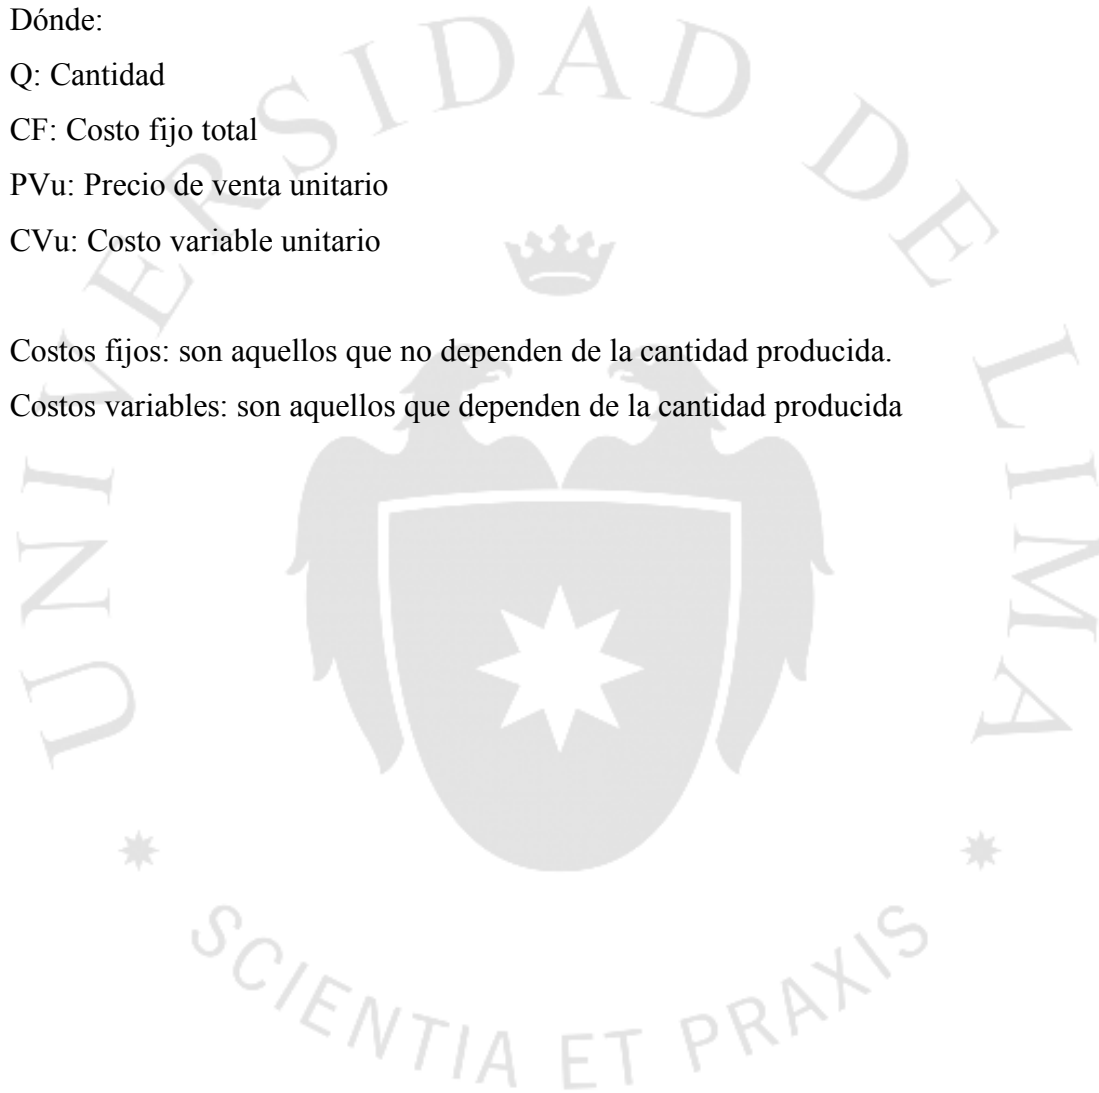 Dónde:
Q: Cantidad
CF: Costo fijo total
PVu: Precio de venta unitario
CVu: Costo variable unitario
Costos fijos: son aquellos que no dependen de la cantidad producida.
Costos variables: son aquellos que dependen de la cantidad producida
UNIVERSIDAD DE LIMA
SCIENTIA ET PRAXIS